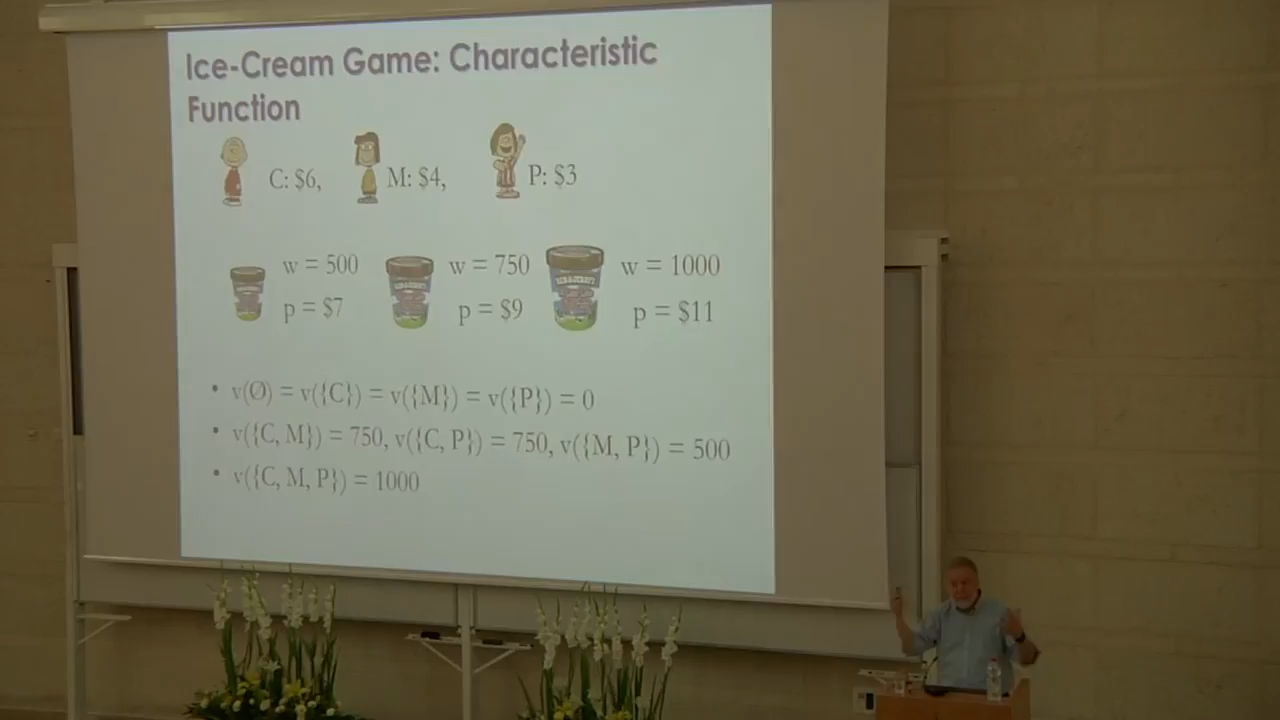 Ice-Cream Game: Characteristic
Function
C: $6, M: $4, P: $3
w = 500 w = 750 w = 1000
p = $7 p = $9 p = $11
• v(Ø) = v({C}) = v({M}) = v({P}) = 0
• v({C, M}) = 750, v({C, P}) = 750, v({M, P}) = 500
• v({C, M, P}) = 1000